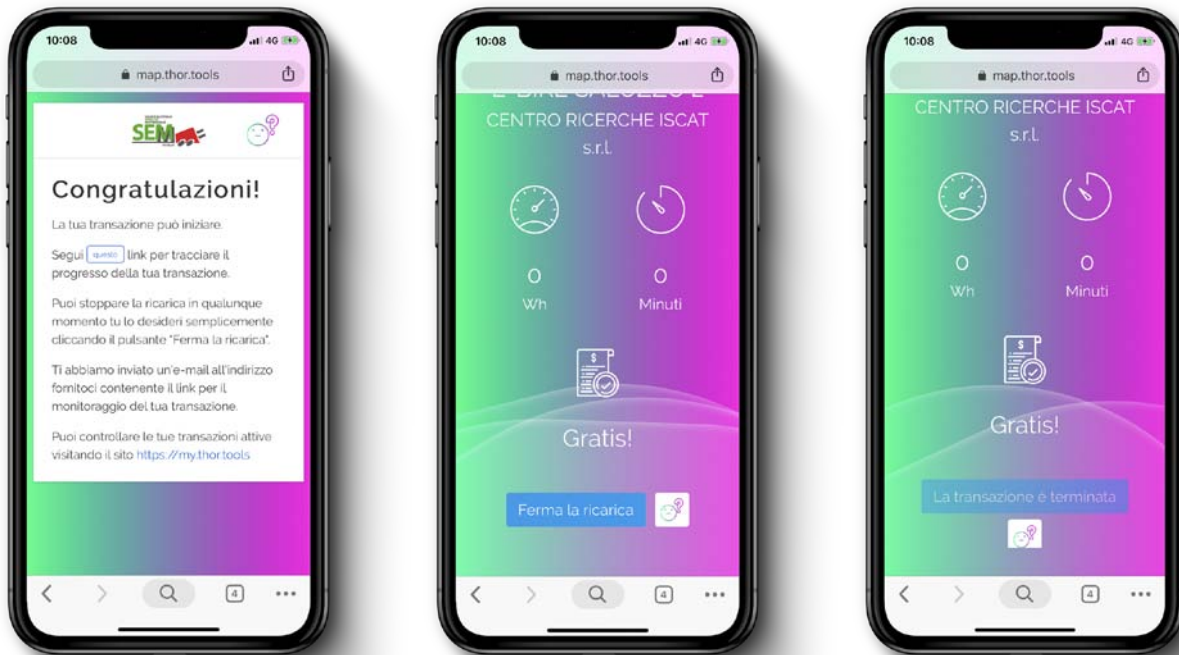 10:08
4G
map.thor.tools
SEM
Congratulazioni!
La tua transazione può iniziare.
Segui questo link per tracciare il
progresso della tua transazione.
Puoi stoppare la ricarica in qualunque
momento tu lo desideri semplicemente
cliccando il pulsante "Ferma la ricarica".
Ti abbiamo inviato un'e-mail all'indirizzo
fornitoci contenente il link per il
monitoraggio del tua transazione.
Puoi controllare le tue transazioni attive
visitando il sito https://my.thor.tools
4
10:08
4G
map.thor.tools
CENTRO RICERCHE ISCAT
s.r.l.
0
0
Wh
Minuti
$
Gratis!
Ferma la ricarica
4
10:08
4G
map.thor.tools
CENTRO RICERCHE ISCAT
s.r.l.
0
0
Wh
Minuti
$
Gratis!
La transazione è terminata
4